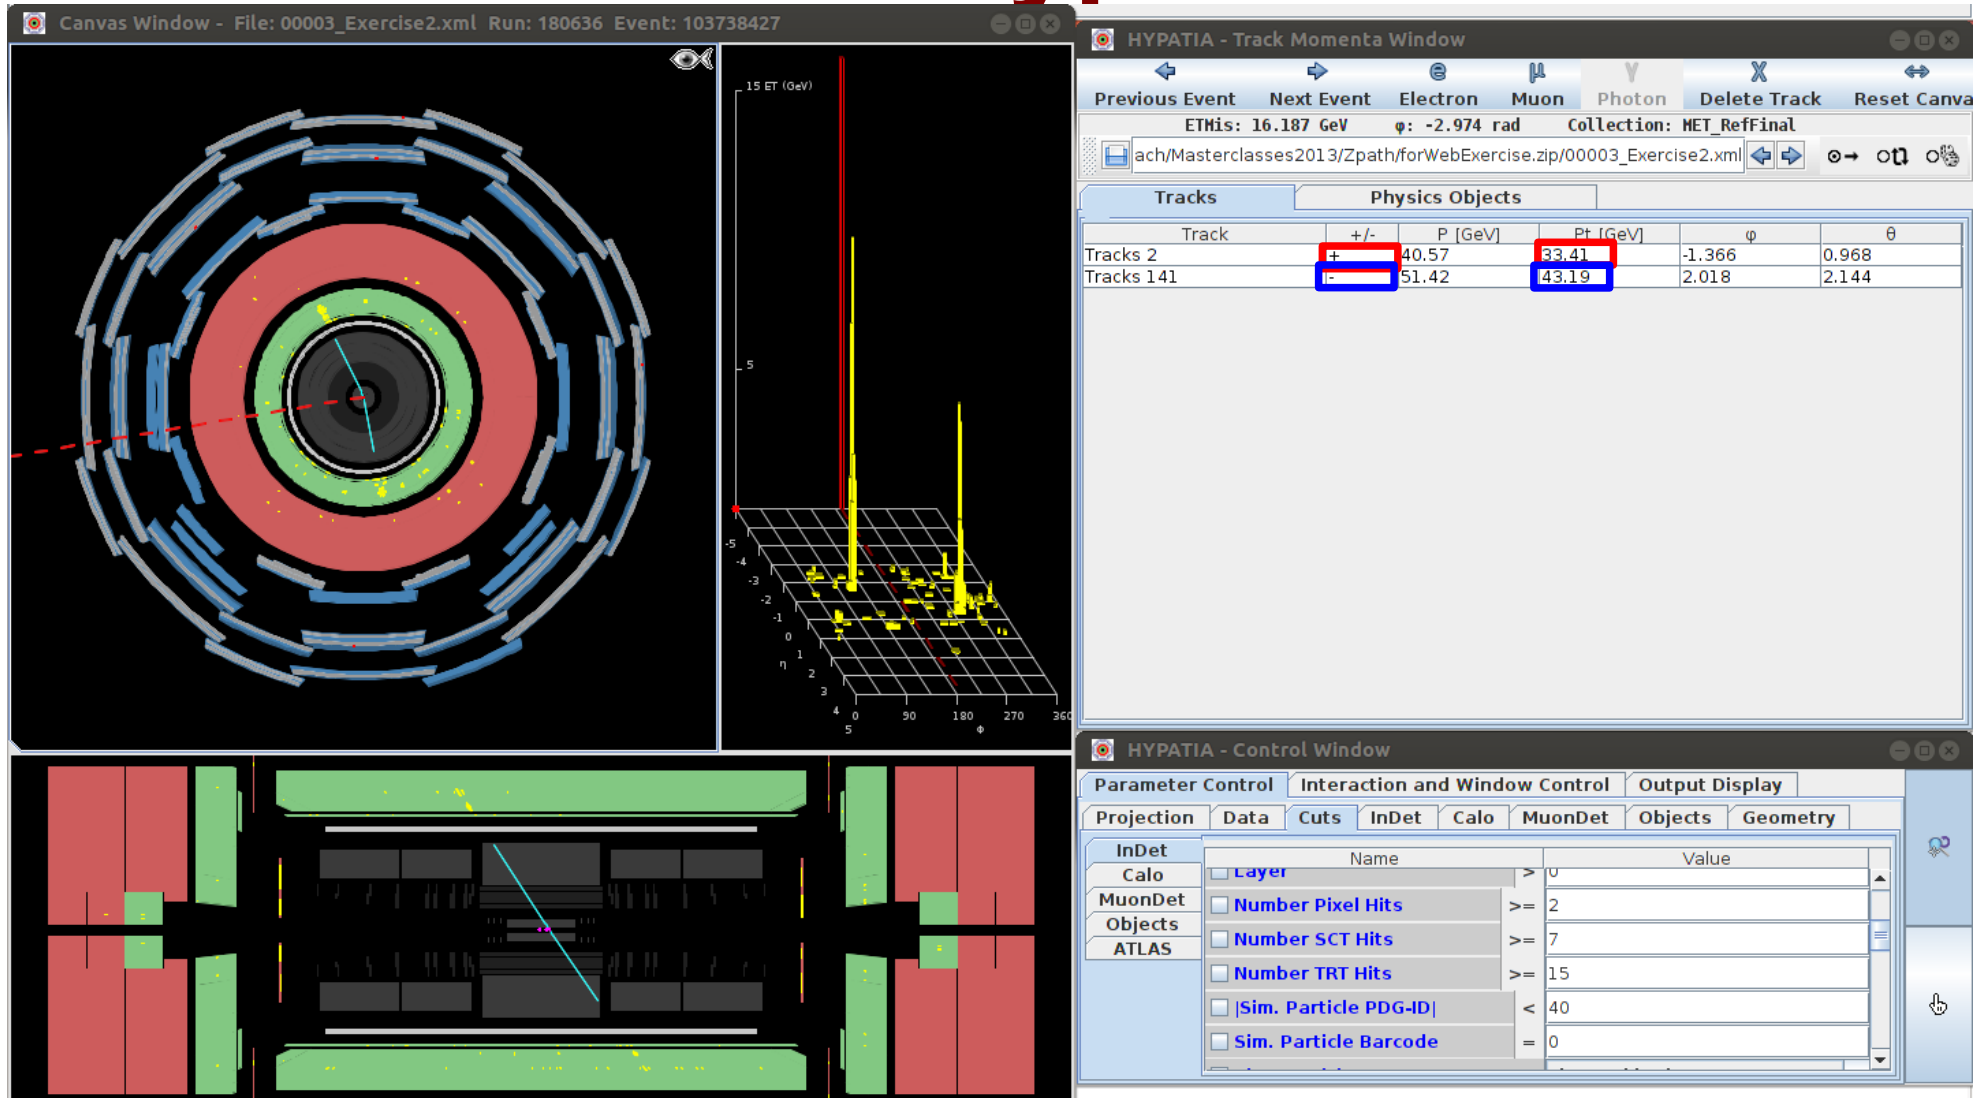 Canvas Window - File: 00003_Exercise2.xml Run: 180636 Event: 103738427
15 ET (GeV)
5
-5
-4
-3
-2
-1
0
1
2
3
4
5
η
0 90 180 270 360
Φ
HYPATIA - Track Momenta Window
Previous Event Next Event Electron Muon Photon Delete Track Reset Canva
ETMis: 16.187 GeV φ: -2.974 rad Collection: MET_RefFinal
ach/Masterclasses2013/Zpath/forWebExercise.zip/00003_Exercise2.xml
Tracks Physics Objects
Track +/- P [GeV] Pt [GeV] φ θ
Tracks 2 + 40.57 33.41 -1.366 0.968
Tracks 141 - 51.42 43.19 2.018 2.144
HYPATIA - Control Window
Parameter Control Interaction and Window Control Output Display
Projection Data Cuts InDet Calo MuonDet Objects Geometry
InDet
Calo
MuonDet
Objects
ATLAS
Name Value
Layer > 0
Number Pixel Hits >= 2
Number SCT Hits >= 7
Number TRT Hits >= 15
|Sim. Particle PDG-ID| < 40
Sim. Particle Barcode = 0